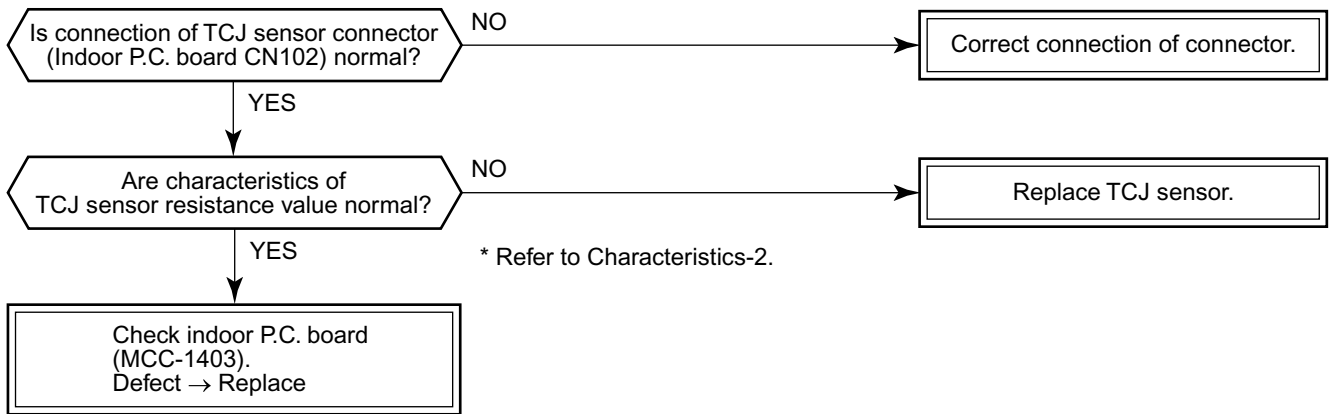 Is connection of TCJ sensor connector
(Indoor P.C. board CN102) normal?
NO
Correct connection of connector.
YES
Are characteristics of
TCJ sensor resistance value normal?
NO
Replace TCJ sensor.
YES
* Refer to Characteristics-2.
Check indoor P.C. board
(MCC-1403).
Defect → Replace